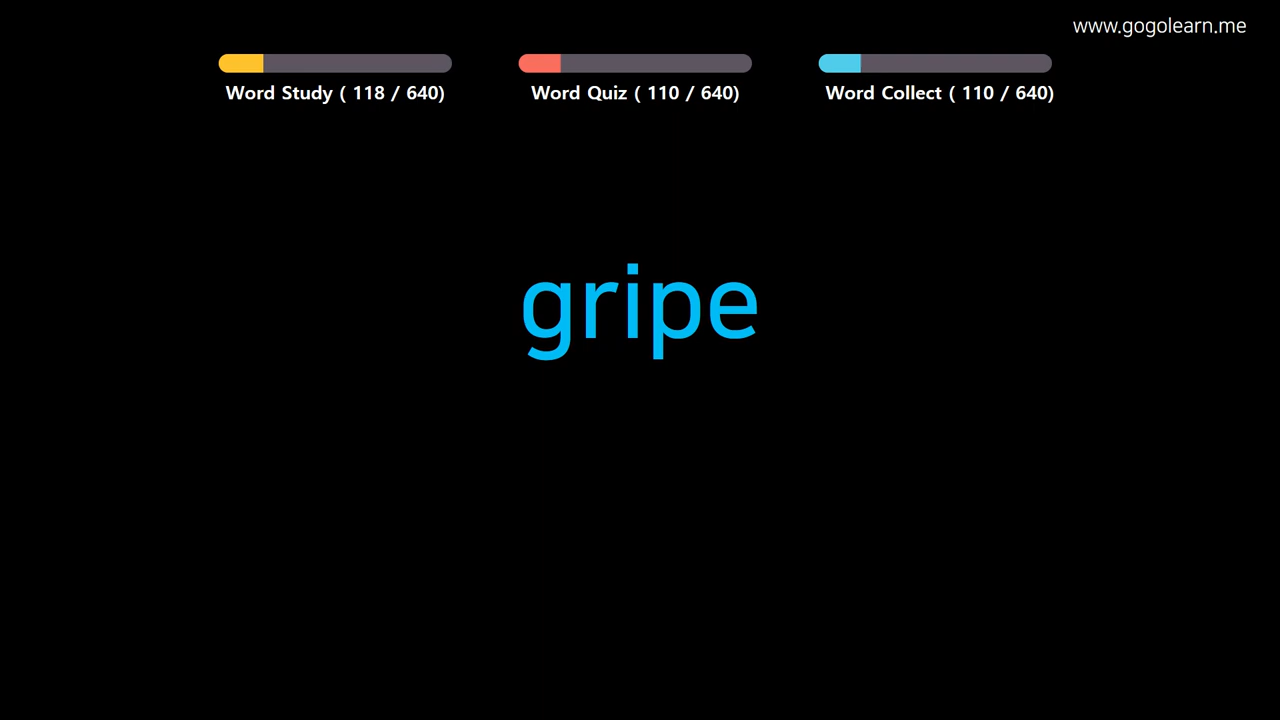 www.gogolearn.me
Word Study ( 118 / 640)
Word Quiz ( 110 / 640)
Word Collect ( 110 / 640)
gripe